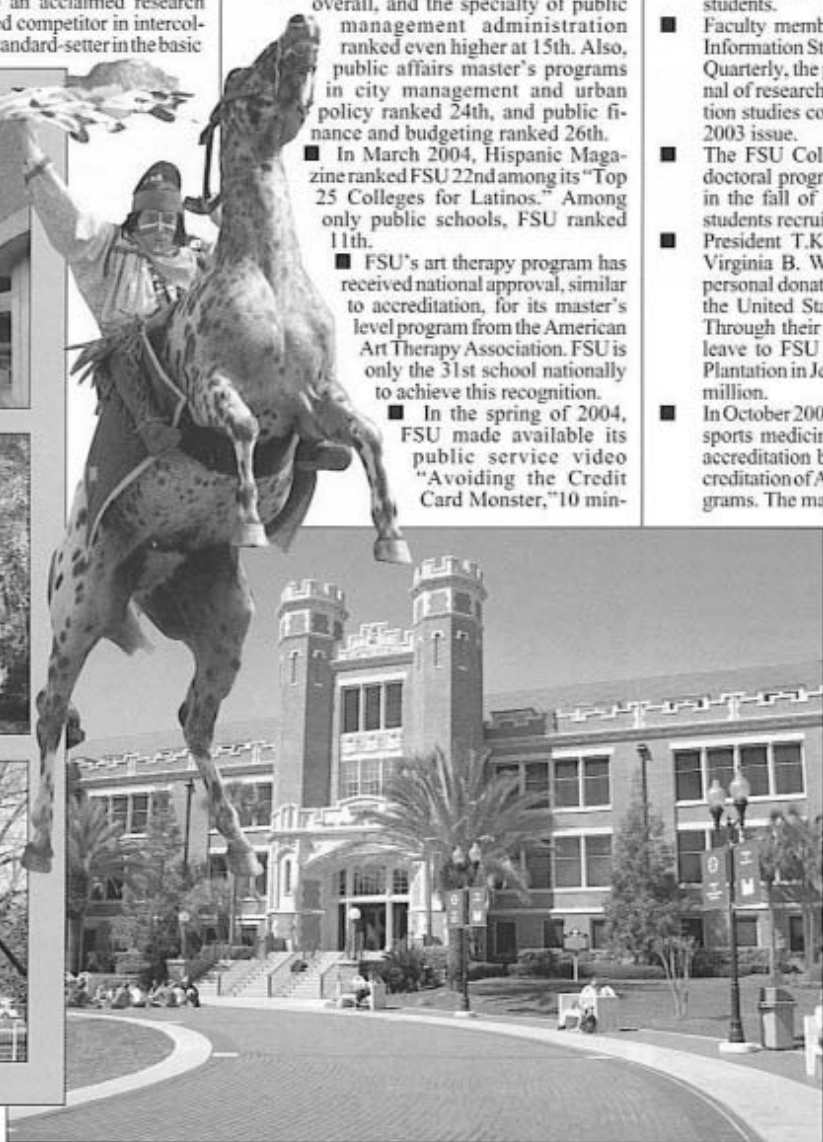 an acclaimed research
ed competitor in intercol-
tandard-setter in the basic
overall, and the specialty of public
management administration
ranked even higher at 15th. Also,
public affairs master's programs
in city management and urban
policy ranked 24th, and public fi-
nance and budgeting ranked 26th.
■ In March 2004, Hispanic Maga-
zine ranked FSU 22nd among its “Top
25 Colleges for Latinos.” Among
only public schools, FSU ranked
11th.
■ FSU's art therapy program has
received national approval, similar
to accreditation, for its master's
level program from the American
Art Therapy Association. FSU is
only the 31st school nationally
to achieve this recognition.
■ In the spring of 2004,
FSU made available its
public service video
“Avoiding the Credit
Card Monster,”10 min-
students.
■ Faculty memb
Information St
Quarterly, the
nal of research
tion studies co
2003 issue.
■ The FSU Col
doctoral progr
in the fall of
students recrui
■ President T.K
Virginia B. W
personal donat
the United Sta
Through their
leave to FSU
Plantation in Je
million.
■ In October 200
sports medicin
accreditation b
creditation of A
grams. The ma